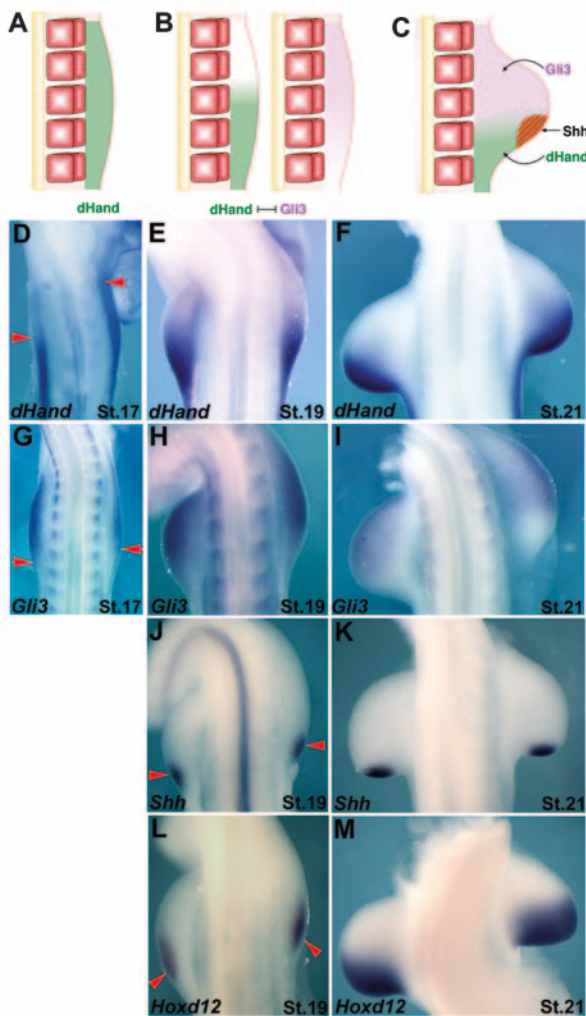 A
B
C
Gli3
Shh
dHand
dHand
dHand Gli3
D
dHand St.17
E
dHand St.19
F
dHand St.21
G
Gli3 St.17
H
Gli3 St.19
I
Gli3 St.21
J
Shh St.19
K
Shh St.21
L
Hoxd12 St.19
M
Hoxd12 St.21